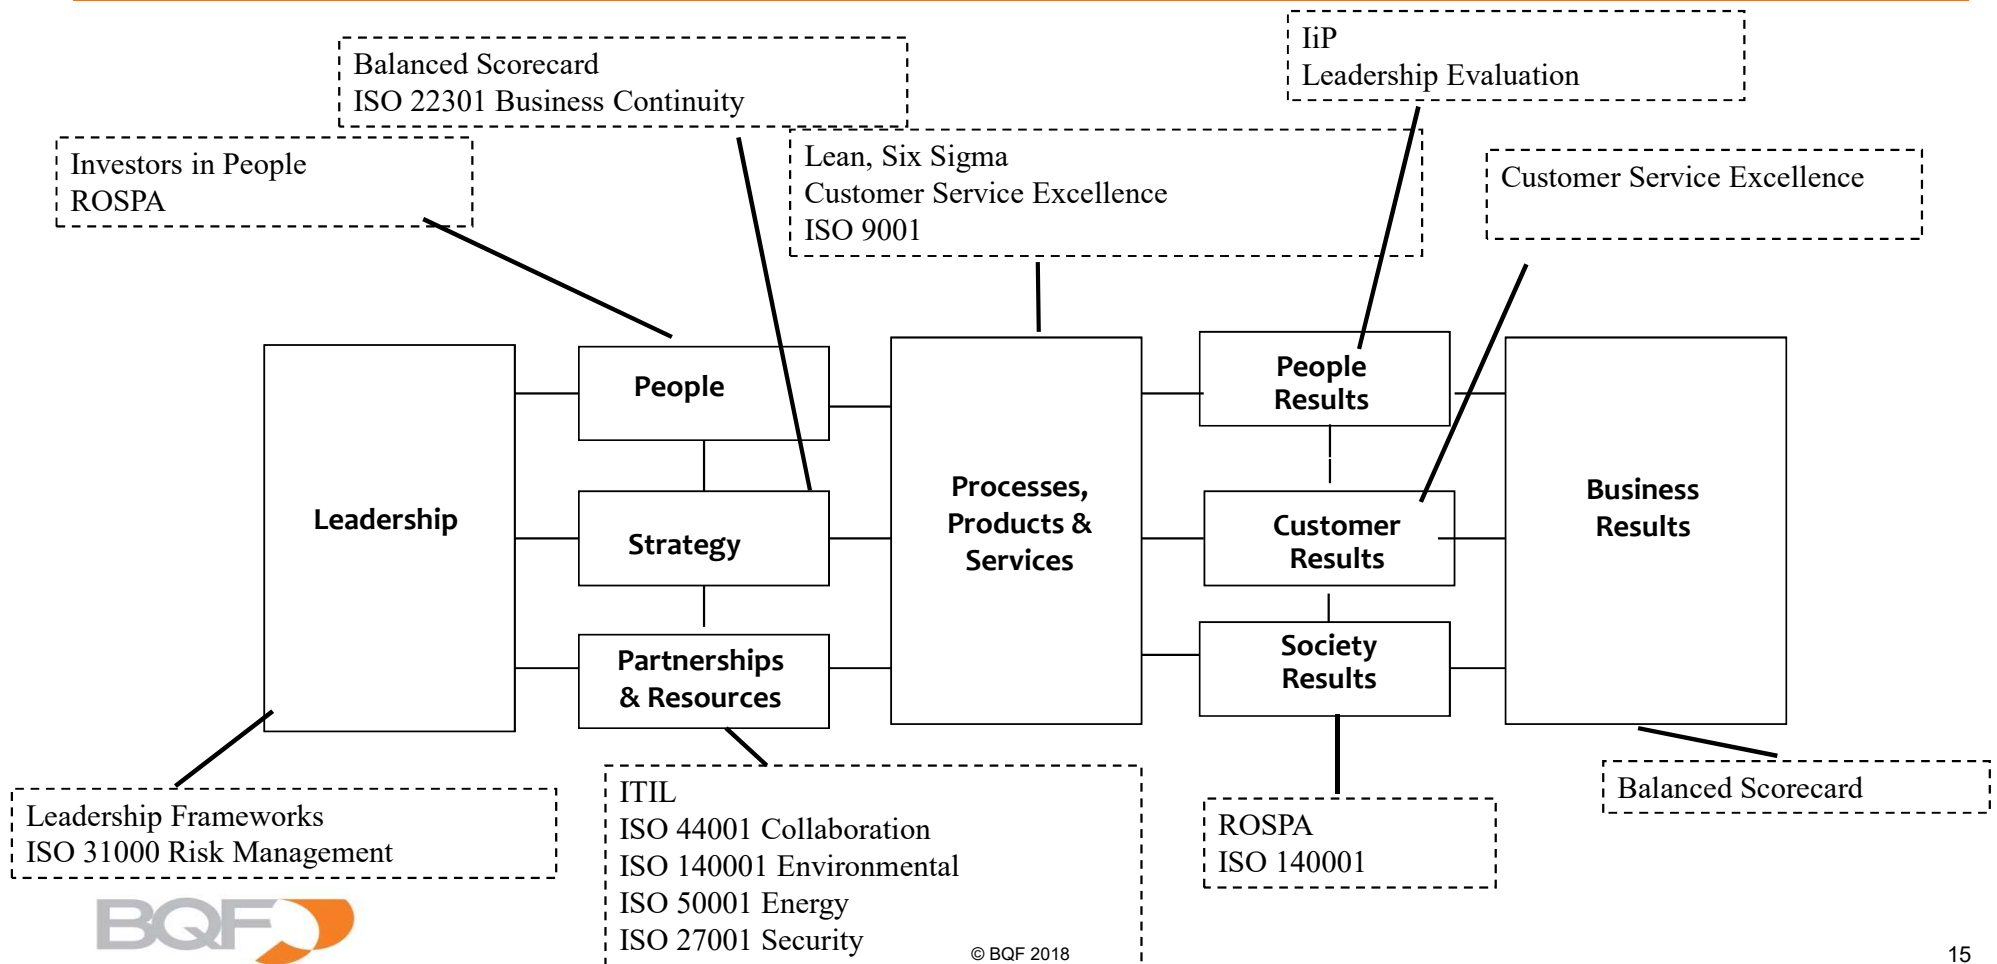 IiP
Leadership Evaluation
Balanced Scorecard
ISO 22301 Business Continuity
Investors in People
ROSPA
Lean, Six Sigma
Customer Service Excellence
ISO 9001
Customer Service Excellence
Leadership
People
Strategy
Partnerships
& Resources
Processes,
Products &
Services
People
Results
Customer
Results
Society
Results
Business
Results
Leadership Frameworks
ISO 31000 Risk Management
ITIL
ISO 44001 Collaboration
ISO 140001 Environmental
ISO 50001 Energy
ISO 27001 Security
ROSPA
ISO 140001
Balanced Scorecard
BQF
© BQF 2018
15